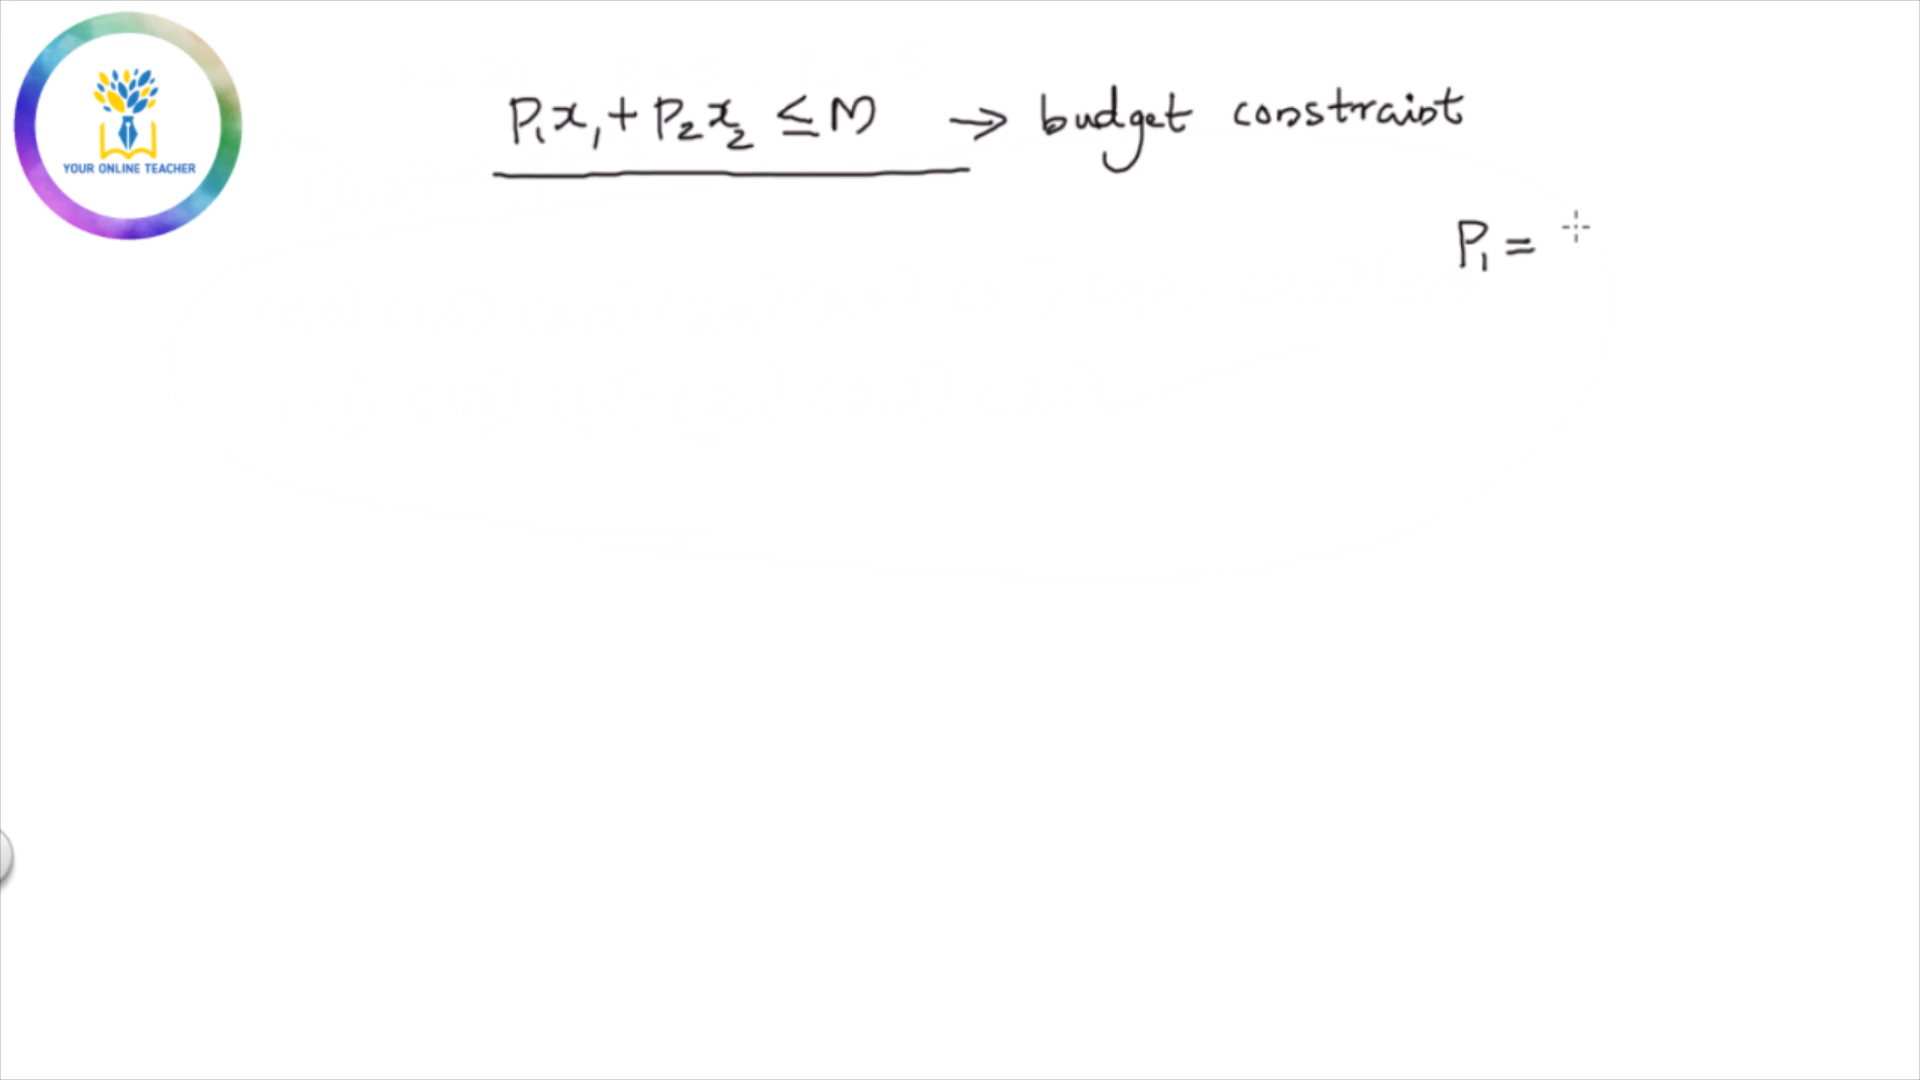 P₁x₁ + P₂x₂ ≤ M → budget constraint
P₁ =
YOUR ONLINE TEACHER